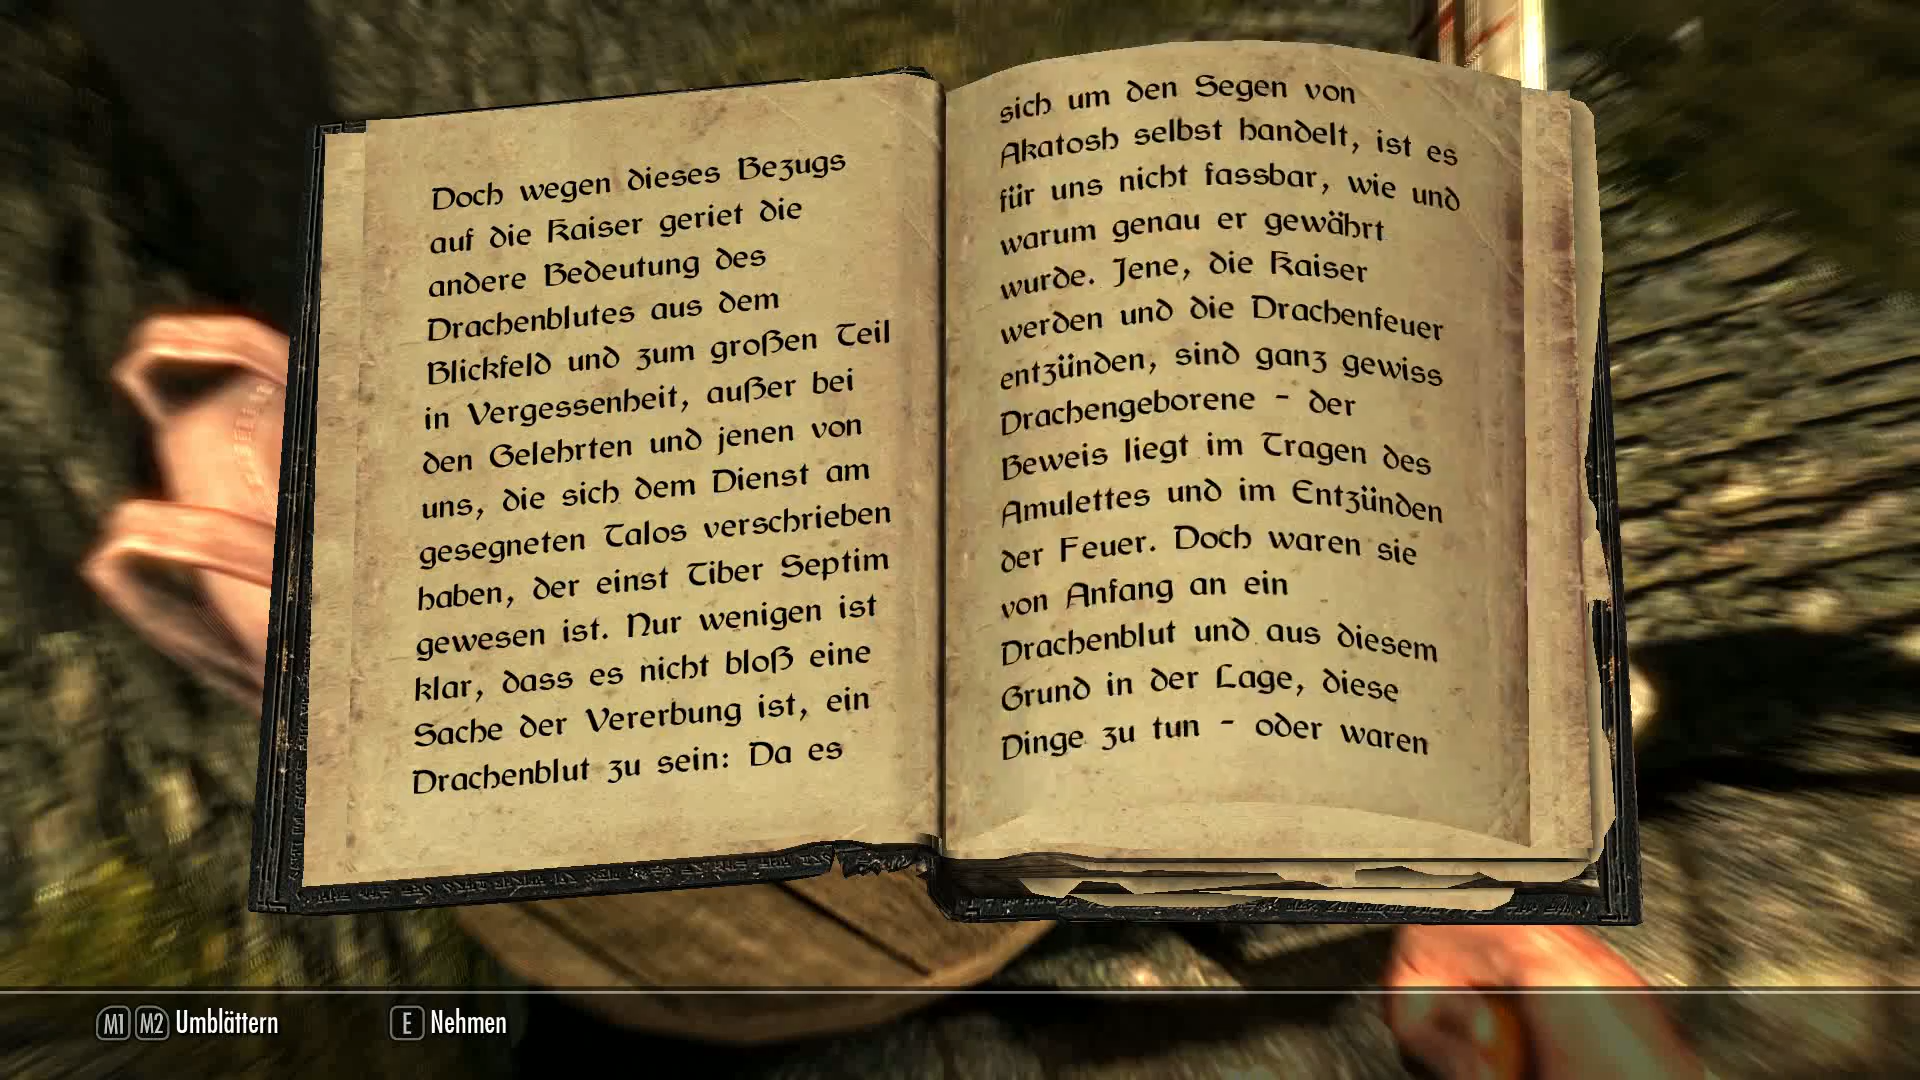 Doch wegen dieses Bezugs
auf die Kaiser geriet die
andere Bedeutung des
Drachenblutes aus dem
Blickfeld und zum großen Teil
in Vergessenheit, außer bei
den Gelehrten und jenen von
uns, die sich dem Dienst am
gesegneten Talos verschrieben
haben, der einst Tiber Septim
gewesen ist. Nur wenigen ist
klar, dass es nicht bloß eine
Sache der Vererbung ist, ein
Drachenblut zu sein: Da es
sich um den Segen von
Akatosh selbst handelt, ist es
für uns nicht fassbar, wie und
warum genau er gewährt
wurde. Jene, die Kaiser
werden und die Drachenfeuer
entzünden, sind ganz gewiss
Drachengeborene - der
Beweis liegt im Tragen des
Amulettes und im Entzünden
der Feuer. Doch waren sie
von Anfang an ein
Drachenblut und aus diesem
Grund in der Lage, diese
Dinge zu tun - oder waren
M1 M2 Umblättern
E Nehmen